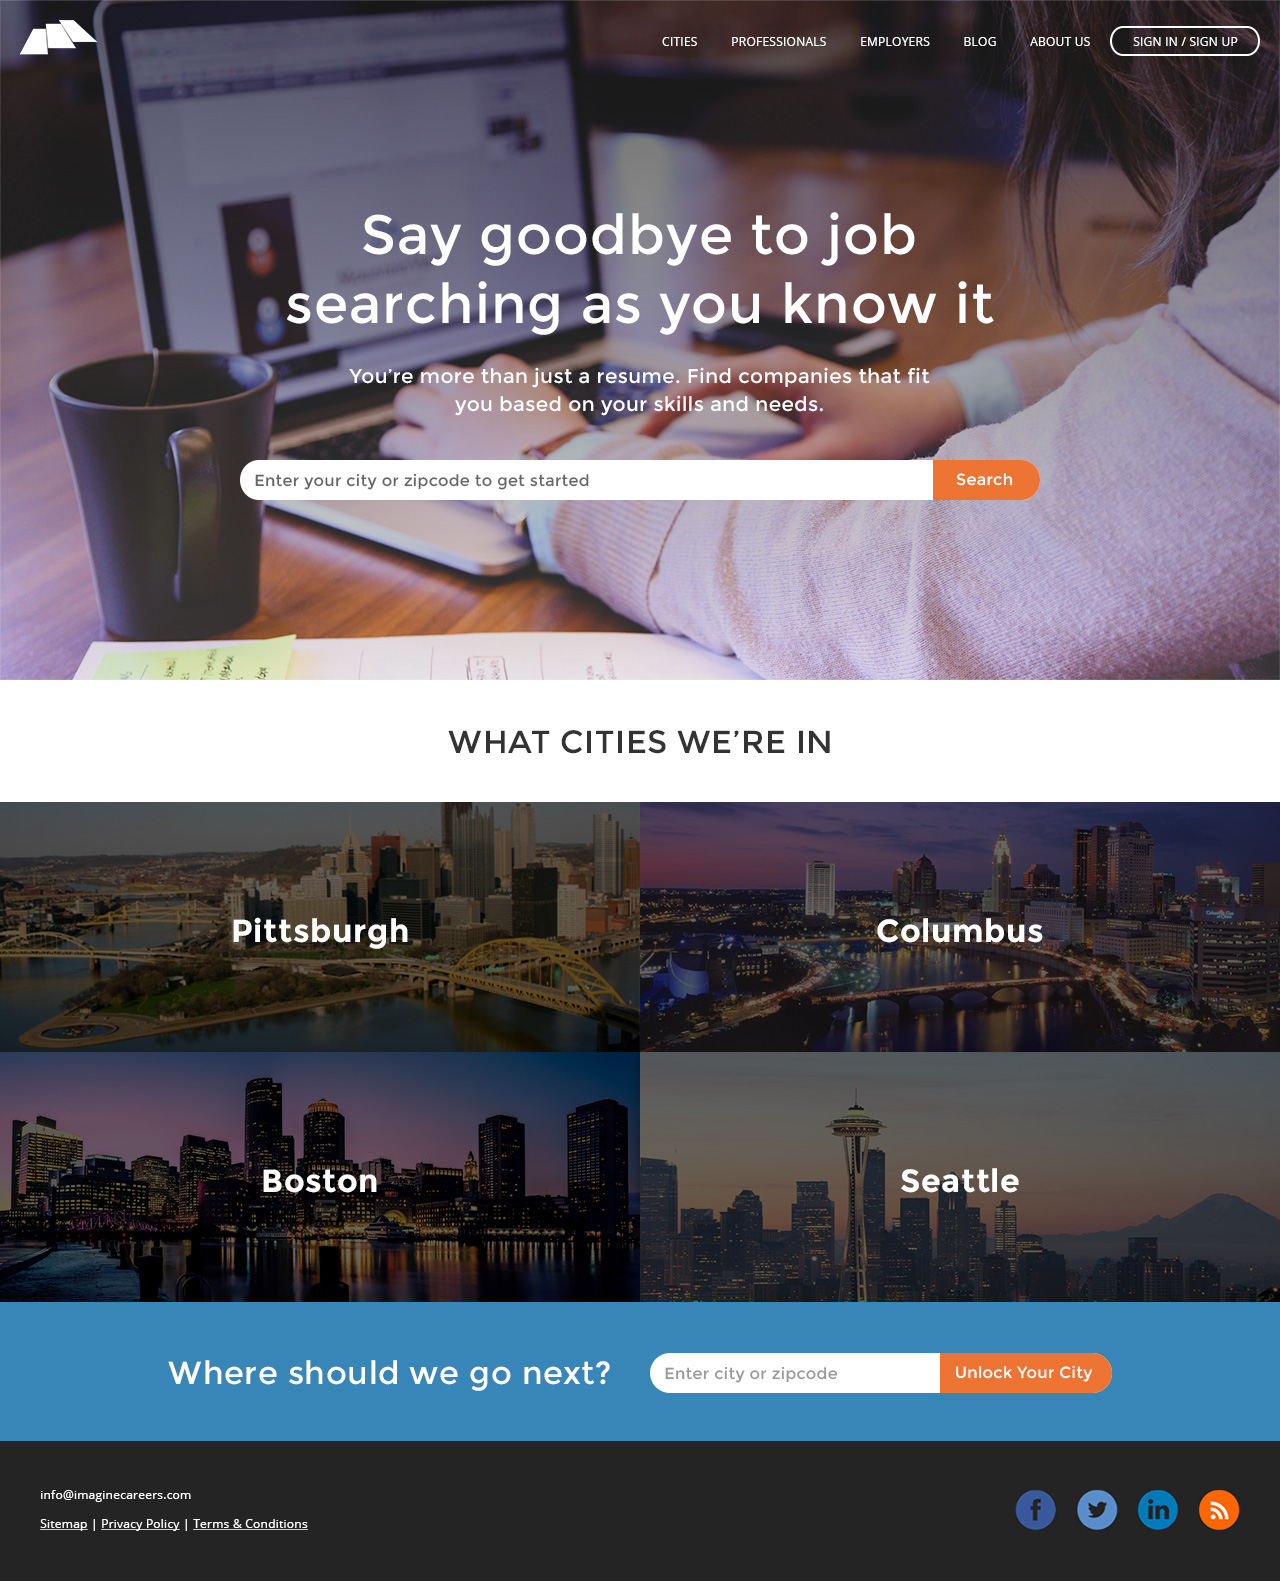 CITIES PROFESSIONALS EMPLOYERS BLOG ABOUT US SIGN IN / SIGN UP
Say goodbye to job
searching as you know it
You’re more than just a resume. Find companies that fit
you based on your skills and needs.
Enter your city or zipcode to get started Search
WHAT CITIES WE’RE IN
Pittsburgh Columbus
Boston Seattle
Where should we go next? Enter city or zipcode Unlock Your City
info@imaginecareers.com
Sitemap | Privacy Policy | Terms & Conditions